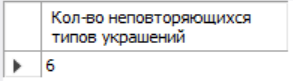 Кол-во неповторяющихся
типов украшений
6